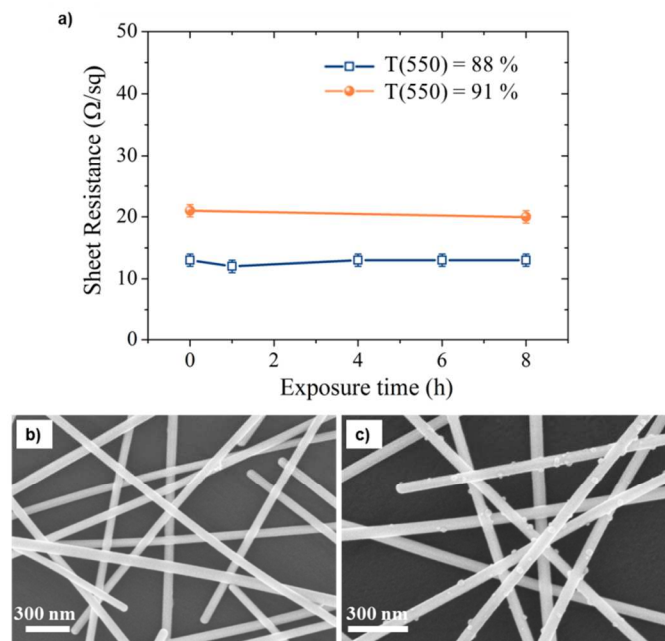 a)
50
40
30
20
10
0
Sheet Resistance (Ω/sq)
T(550) = 88 %
T(550) = 91 %
0 2 4 6 8
Exposure time (h)
b)
300 nm
c)
300 nm